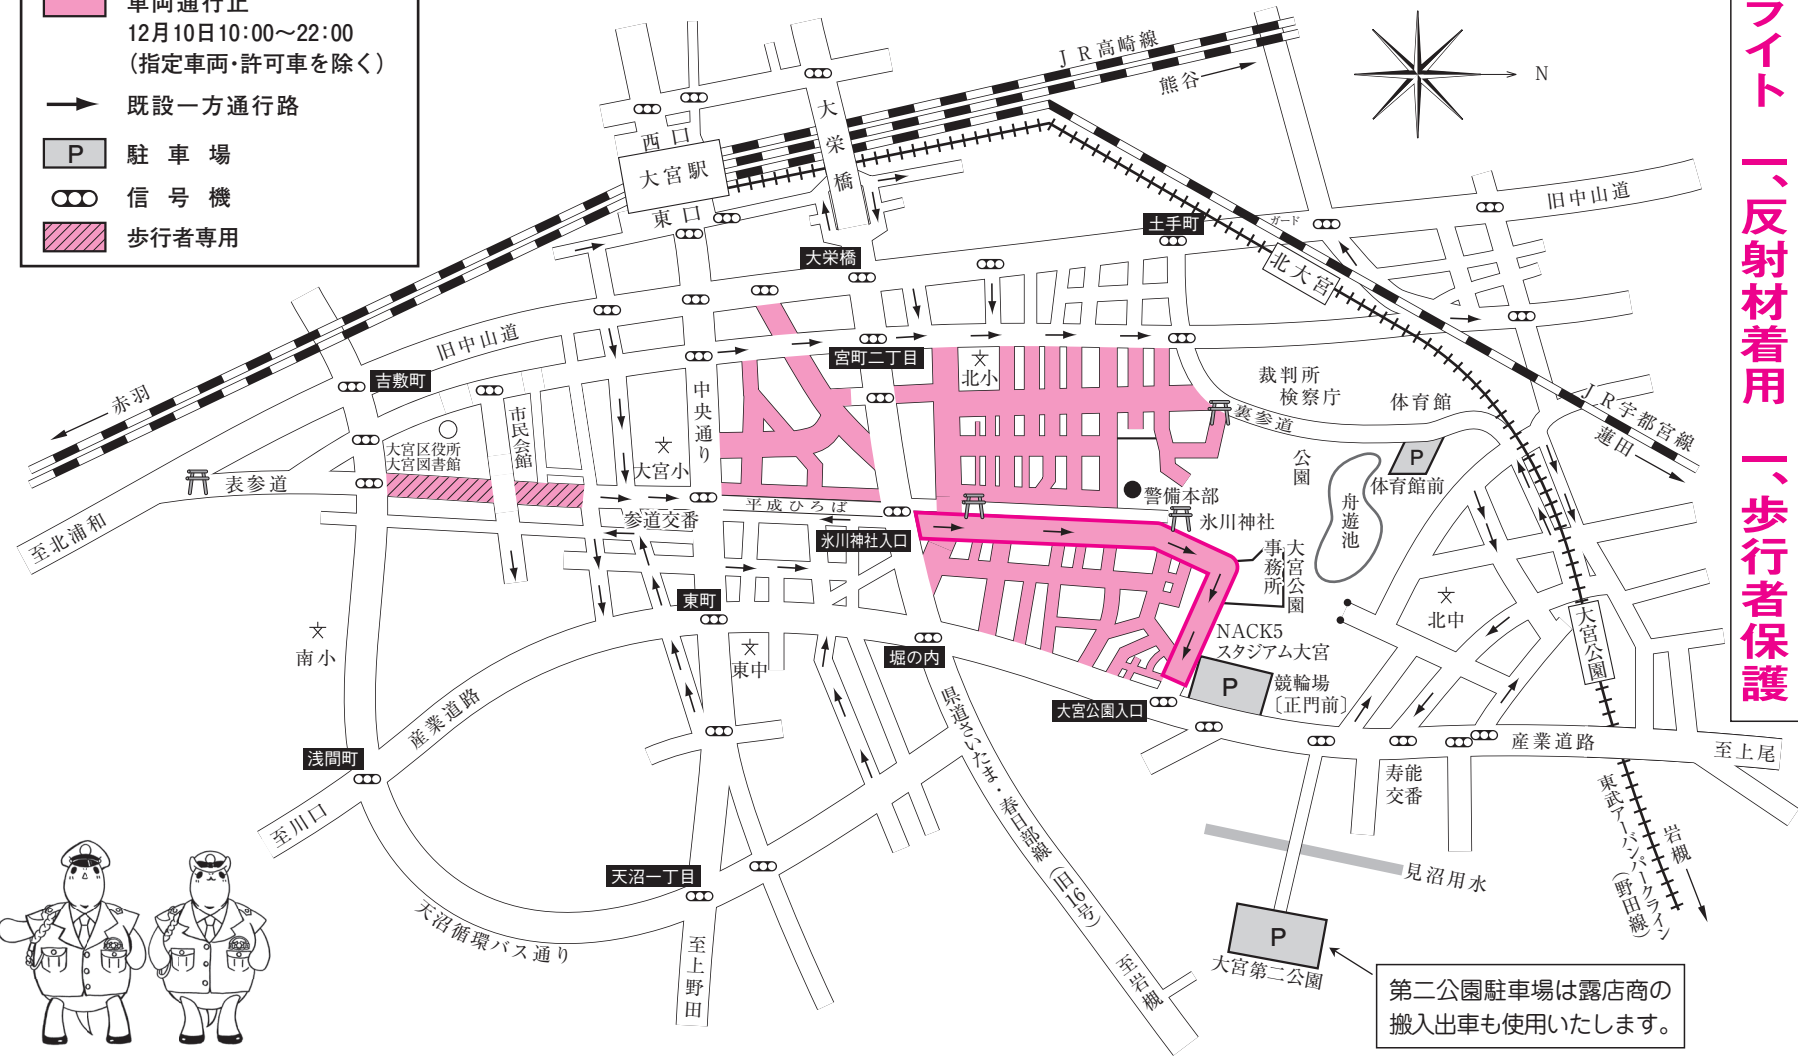 車両通行止
12月10日10:00～22:00
（指定車両・許可車を除く）
既設一方通行路
P
駐車場
信号機
歩行者専用
ライト
一、反射材着用
一、歩行者保護
N
JR高崎線
熊谷
大栄橋
西口
大宮駅
東口
大栄橋
土手町
ガード
旧中山道
北大宮
旧中山道
吉敷町
赤羽
宮町二丁目
北小
裁判所
検察庁
体育館
裏参道
JR宇都宮線
蓮田
中央通り
市民会館
大宮区役所
大宮図書館
大宮小
表参道
公園
P
体育館前
舟遊池
警備本部
平成ひろば
参道交番
氷川神社
氷川神社入口
至北浦和
大宮公園
事務所
東町
南小
東中
堀の内
NACK5
スタジアム大宮
北中
大宮公園
P
競輪場
〔正門前〕
大宮公園入口
産業道路
浅間町
県道さいたま・春日部線（旧16号）
産業道路
至上尾
寿能
交番
至川口
東武アーバンパークライン
（野田線）
岩槻
見沼用水
天沼一丁目
天沼循環バス通り
至上野田
至岩槻
P
大宮第二公園
第二公園駐車場は露店商の
搬入出車も使用いたします。